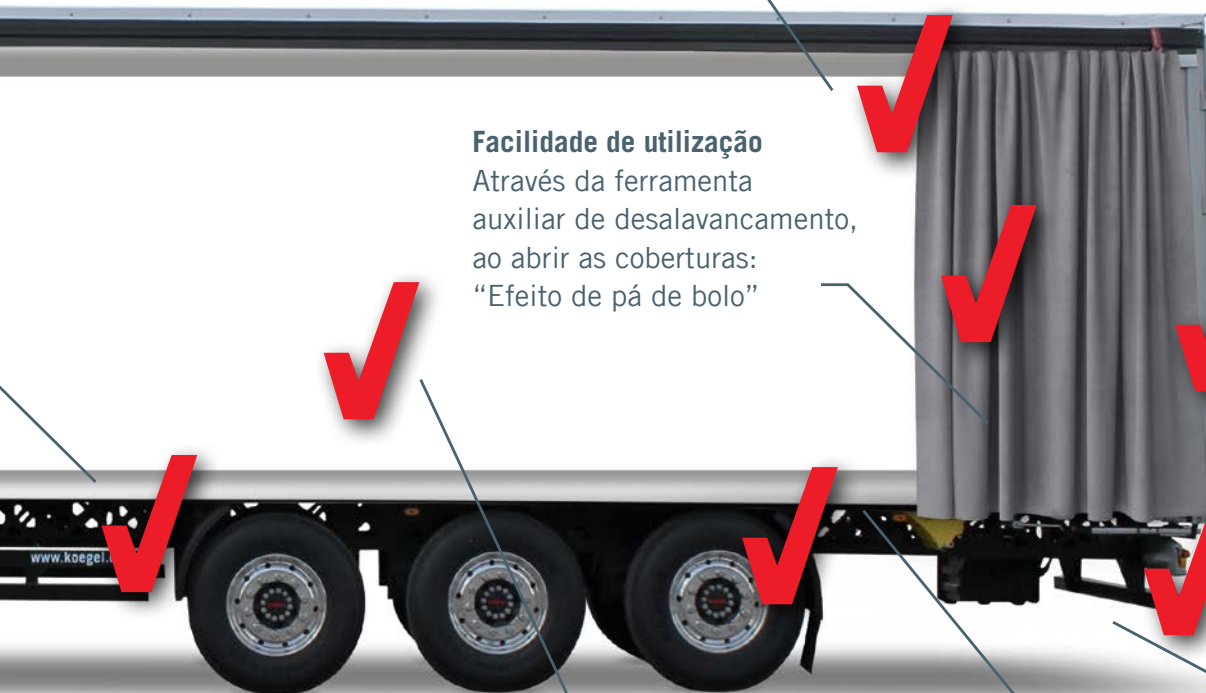 Facilidade de utilização
Através da ferramenta
auxiliar de desalavancamento,
ao abrir as coberturas:
“Efeito de pá de bolo”
www.koegel.